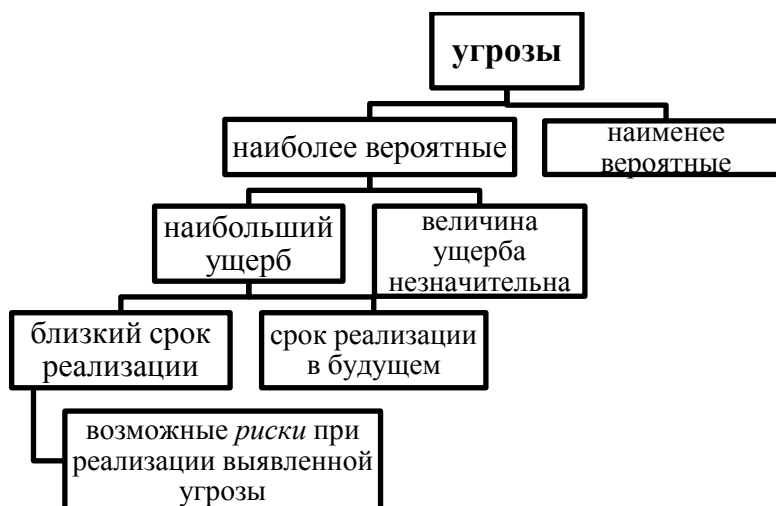 угрозы
наиболее вероятные
наименее
вероятные
наибольший
ущерб
величина
ущерба
незначительна
близкий срок
реализации
срок реализации
в будущем
возможные риски при
реализации выявленной
угрозы